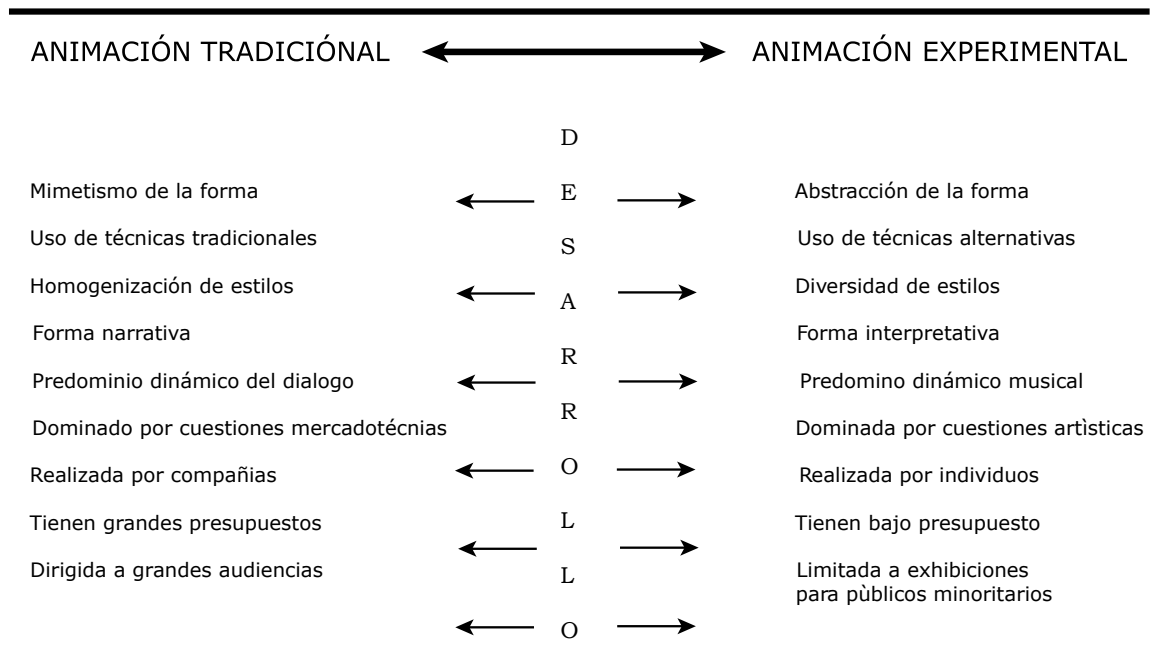 ANIMACIÓN TRADICIÓNAL
ANIMACIÓN EXPERIMENTAL
DESARROLLO
Mimetismo de la forma
Abstracción de la forma
Uso de técnicas tradicionales
Uso de técnicas alternativas
Homogenización de estilos
Diversidad de estilos
Forma narrativa
Forma interpretativa
Predominio dinámico del dialogo
Predomino dinámico musical
Dominado por cuestiones mercadotécnias
Dominada por cuestiones artìsticas
Realizada por compañias
Realizada por individuos
Tienen grandes presupuestos
Tienen bajo presupuesto
Dirigida a grandes audiencias
Limitada a exhibiciones
para pùblicos minoritarios